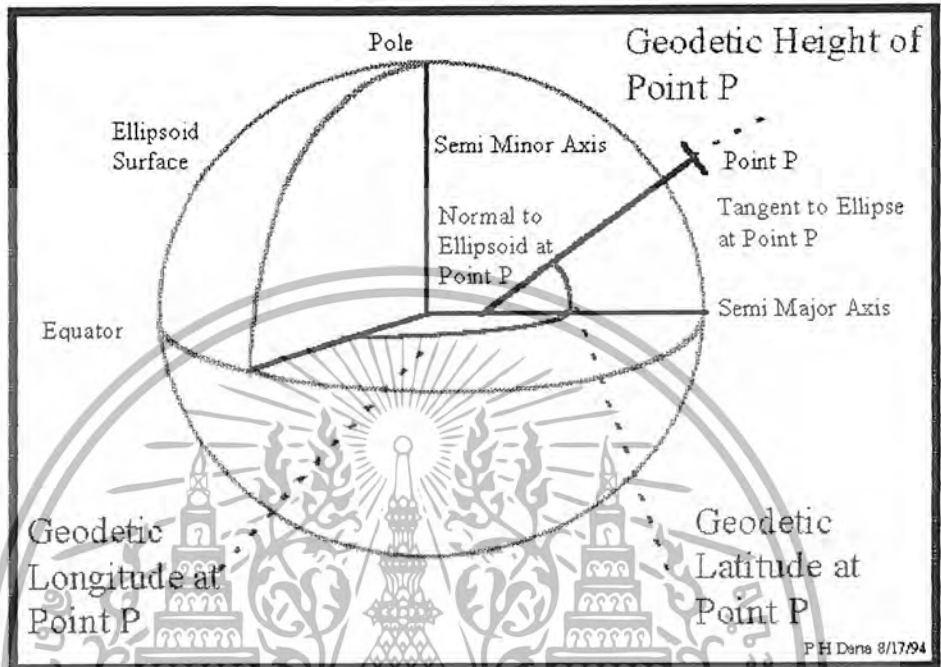 Pole
Geodetic Height of
Point P
Ellipsoid
Surface
Semi Minor Axis
Point P
Normal to
Ellipsoid at
Point P
Tangent to Ellipse
at Point P
Equator
Semi Major Axis
Geodetic
Longitude at
Point P
Geodetic
Latitude at
Point P
P H Dana 8/17/94